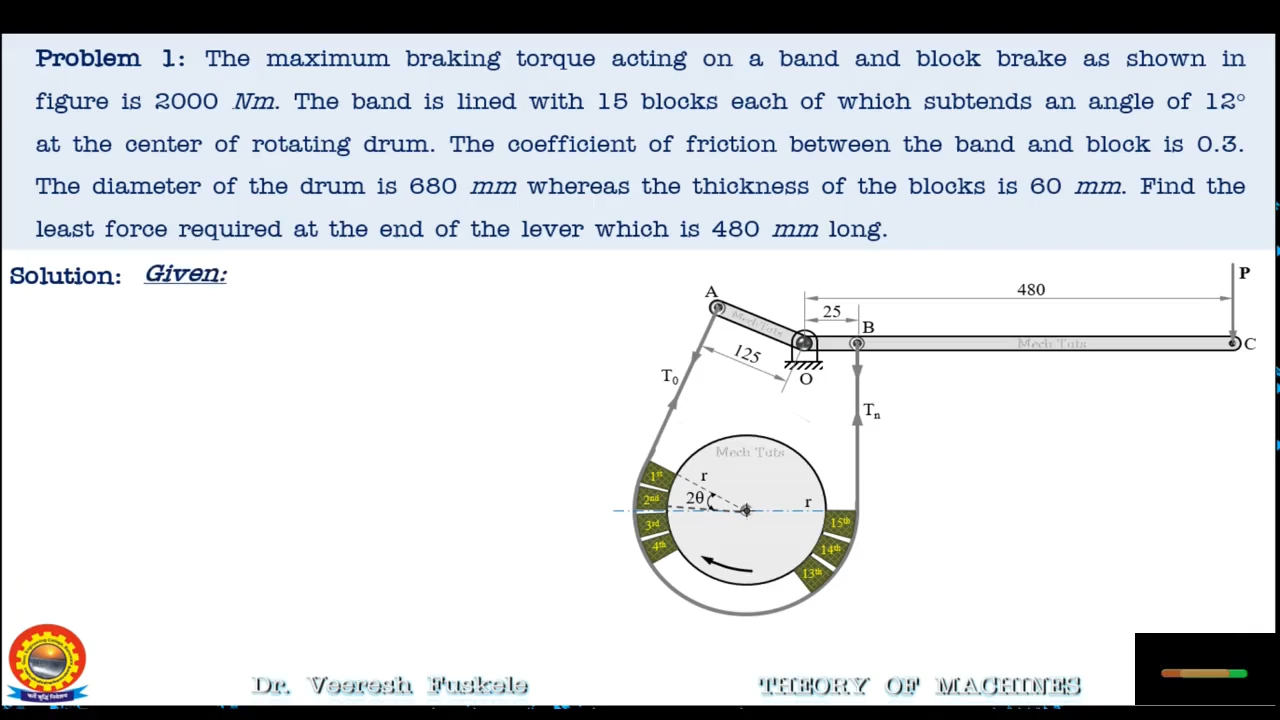 Problem 1: The maximum braking torque acting on a band and block brake as shown in
figure is 2000 Nm. The band is lined with 15 blocks each of which subtends an angle of 12°
at the center of rotating drum. The coefficient of friction between the band and block is 0.3.
The diameter of the drum is 680 mm whereas the thickness of the blocks is 60 mm. Find the
least force required at the end of the lever which is 480 mm long.
Solution: Given:
P
480
A
25
B
Mech Tuts
Mech Tuts
C
125
O
T₀
Tₙ
Mech Tuts
1st
r
2nd
2θ
r
3rd
15th
4th
14th
13th
Dr. Veeresh Fuskele
THEORY OF MACHINES